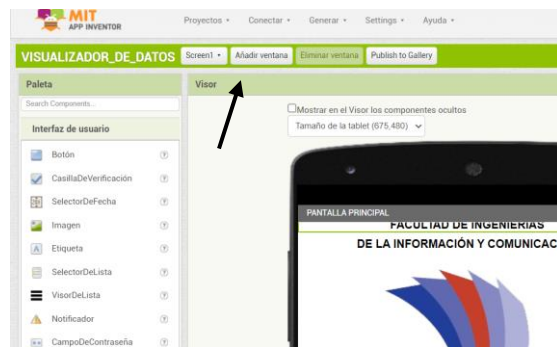 MIT
APP INVENTOR
Proyectos Conectar Generar Settings Ayuda
VISUALIZADOR_DE_DATOS Screen1 Añadir ventana Eliminar ventana Publish to Gallery
Paleta
Visor
Search Components...
Mostrar en el Visor los componentes ocultos
Interfaz de usuario
Tamaño de la tablet (675,480)
Botón
CasillaDeVerificación
SelectorDeFecha
Imagen
Etiqueta
SelectorDeLista
VisorDeLista
Notificador
CampoDeContraseña
PANTALLA PRINCIPAL
FACULTAD DE INGENIERIAS
DE LA INFORMACIÓN Y COMUNICAC